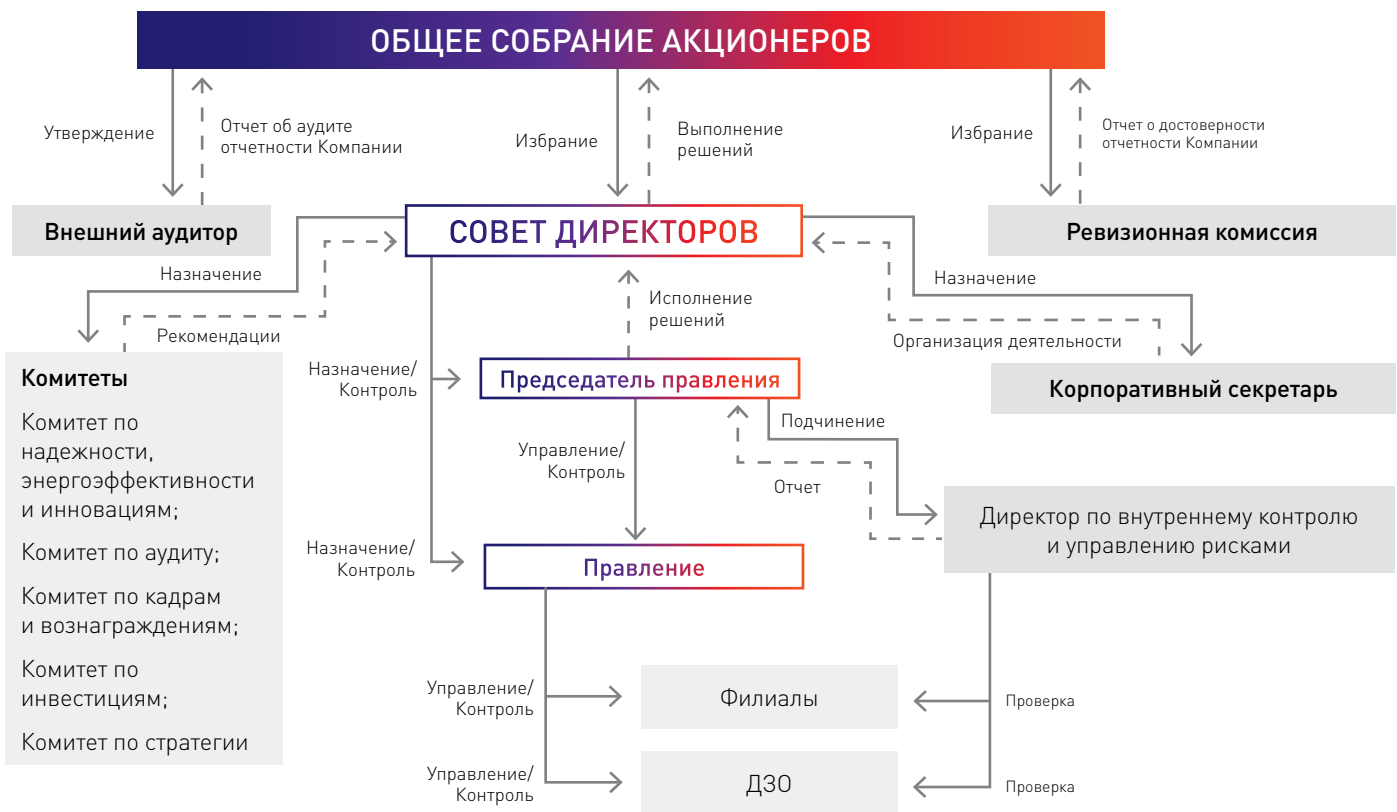 ОБЩЕЕ СОБРАНИЕ АКЦИОНЕРОВ
Утверждение
Отчет об аудите
отчетности Компании
Избрание
Выполнение
решений
Избрание
Отчет о достоверности
отчетности Компании
Внешний аудитор
СОВЕТ ДИРЕКТОРОВ
Ревизионная комиссия
Назначение
Рекомендации
Исполнение
решений
Назначение
Организация деятельности
Комитеты
Комитет по
надежности,
энергоэффективности
и инновациям;
Комитет по аудиту;
Комитет по кадрам
и вознаграждениям;
Комитет по
инвестициям;
Комитет по стратегии
Назначение/
Контроль
Председатель правления
Корпоративный секретарь
Управление/
Контроль
Подчинение
Отчет
Директор по внутреннему контролю
и управлению рисками
Назначение/
Контроль
Правление
Управление/
Контроль
Филиалы
Проверка
Управление/
Контроль
ДЗО
Проверка